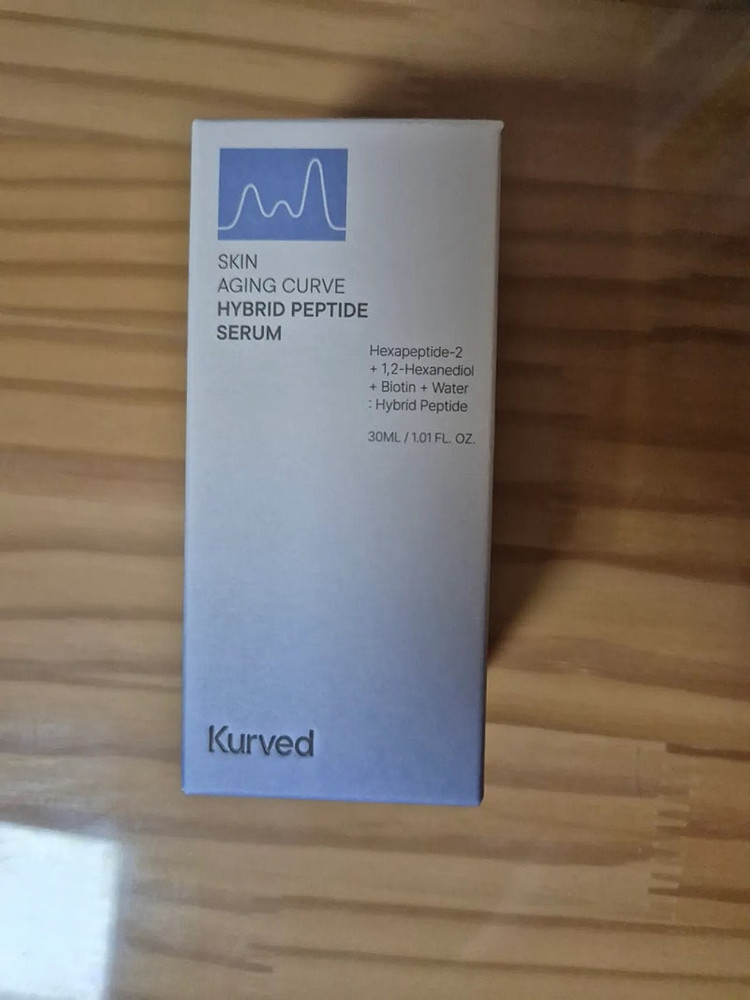 SKIN
AGING CURVE
HYBRID PEPTIDE
SERUM
Hexapeptide-2
+ 1,2-Hexanediol
+ Biotin + Water
: Hybrid Peptide
30ML / 1.01 FL. OZ.
Kurved